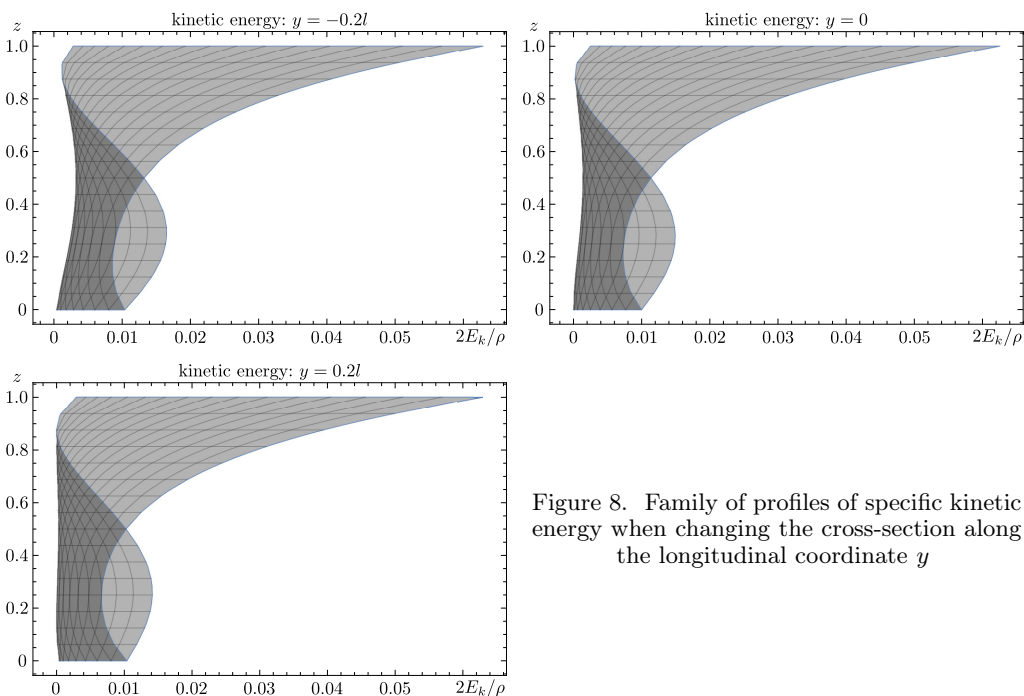 kinetic energy: y = −0.2l
z
1.0
0.8
0.6
0.4
0.2
0
0 0.01 0.02 0.03 0.04 0.05 2E_k/ρ
kinetic energy: y = 0
z
1.0
0.8
0.6
0.4
0.2
0
0 0.01 0.02 0.03 0.04 0.05 2E_k/ρ
kinetic energy: y = 0.2l
z
1.0
0.8
0.6
0.4
0.2
0
0 0.01 0.02 0.03 0.04 0.05 2E_k/ρ
Figure 8. Family of profiles of specific kinetic
energy when changing the cross-section along
the longitudinal coordinate y